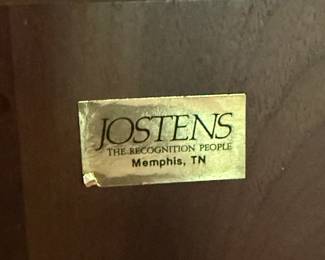 JOSTENS
THE RECOGNITION PEOPLE
Memphis, TN